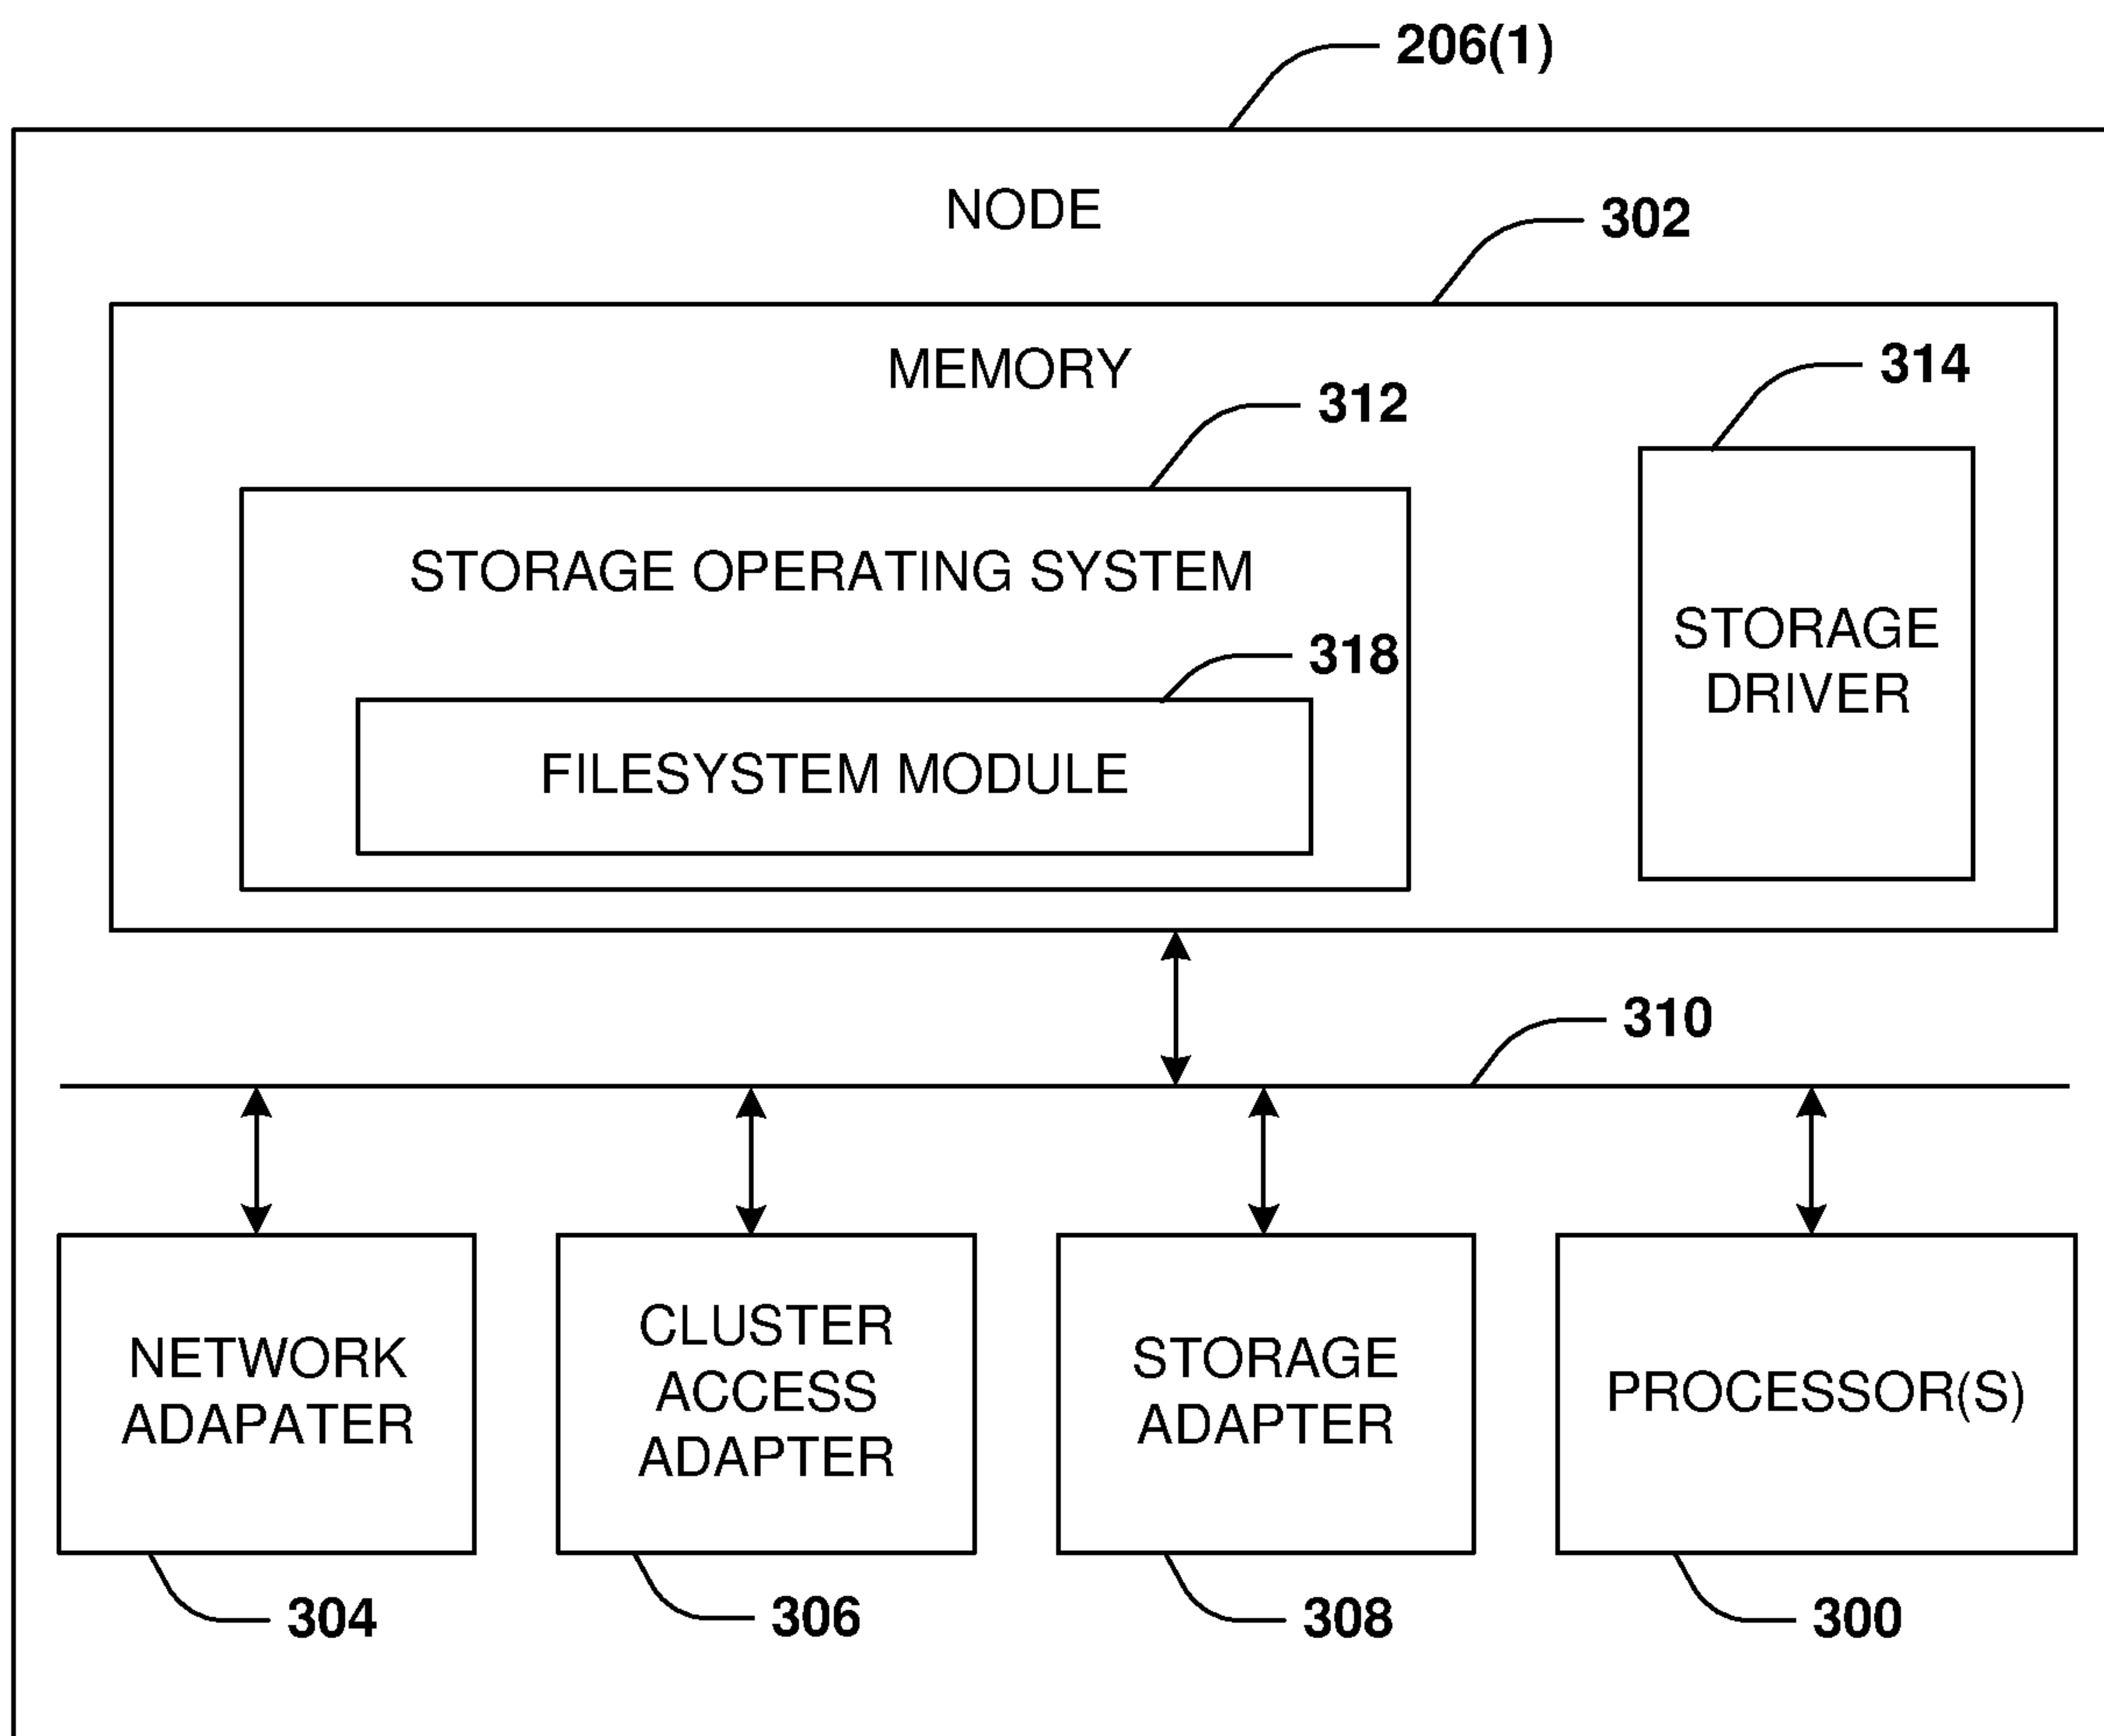 206(1)
NODE
302
MEMORY
314
312
STORAGE OPERATING SYSTEM
STORAGE
DRIVER
318
FILESYSTEM MODULE
310
NETWORK
ADAPATER
CLUSTER
ACCESS
ADAPTER
STORAGE
ADAPTER
PROCESSOR(S)
304
306
308
300